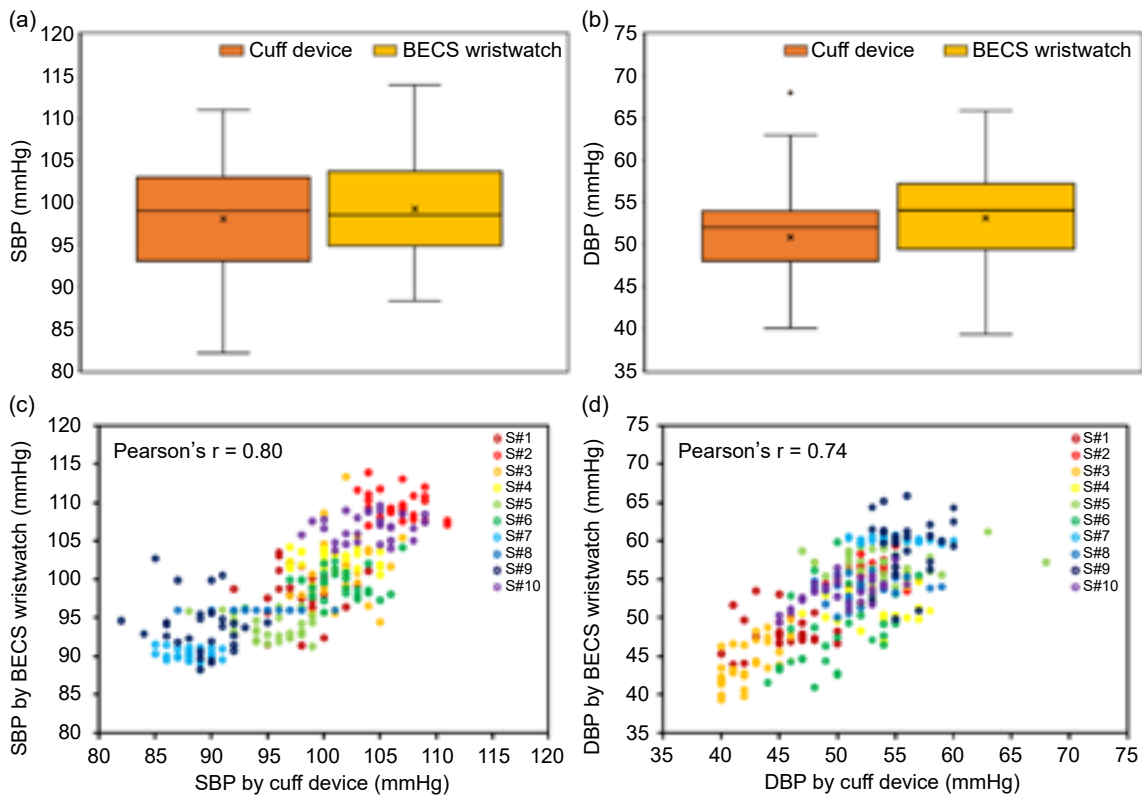 (a)
120
115
110
105
100
95
90
85
80
SBP (mmHg)
Cuff device
BECS wristwatch
(b)
75
70
65
60
55
50
45
40
35
DBP (mmHg)
Cuff device
BECS wristwatch
(c)
120
115
110
105
100
95
90
85
80
SBP by BECS wristwatch (mmHg)
Pearson's r = 0.80
S#1
S#2
S#3
S#4
S#5
S#6
S#7
S#8
S#9
S#10
80 85 90 95 100 105 110 115 120
SBP by cuff device (mmHg)
(d)
75
70
65
60
55
50
45
40
35
DBP by BECS wristwatch (mmHg)
Pearson's r = 0.74
S#1
S#2
S#3
S#4
S#5
S#6
S#7
S#8
S#9
S#10
35 40 45 50 55 60 65 70 75
DBP by cuff device (mmHg)